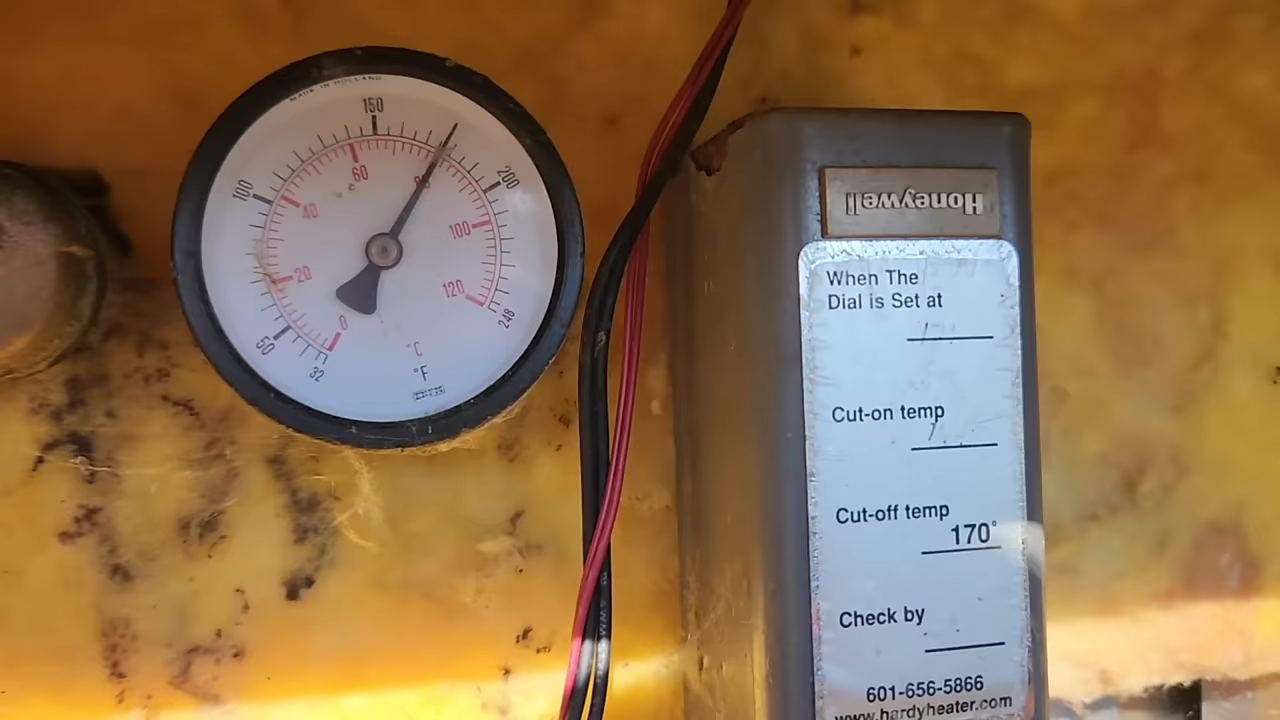 MADE IN HOLLAND
150
100
200
50
32
248
60
40
80
20
100
0
120
°C
°F
Honeywell
When The
Dial is Set at
Cut-on temp
Cut-off temp
170°
Check by
601-656-5866
www.hardyheater.com